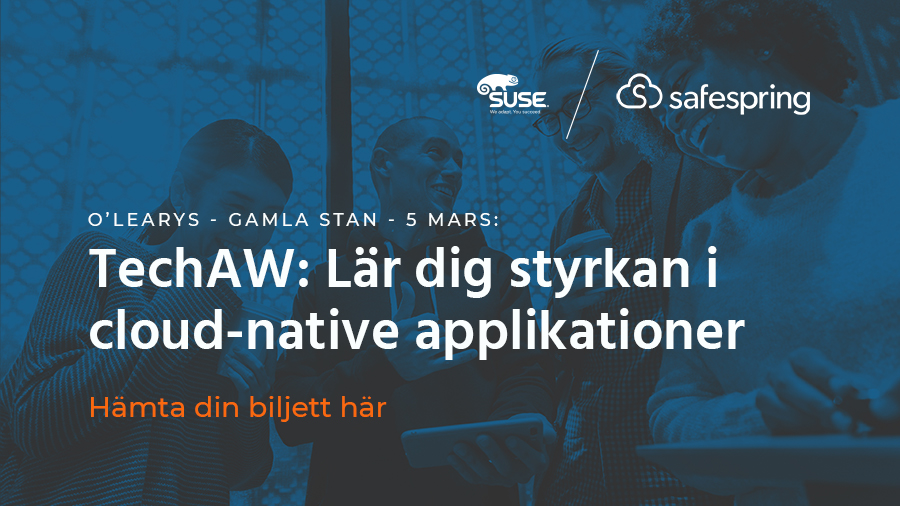 SUSE.
We adapt. You succeed.
safespring
O’LEARYS - GAMLA STAN - 5 MARS:
TechAW: Lär dig styrkan i
cloud-native applikationer
Hämta din biljett här